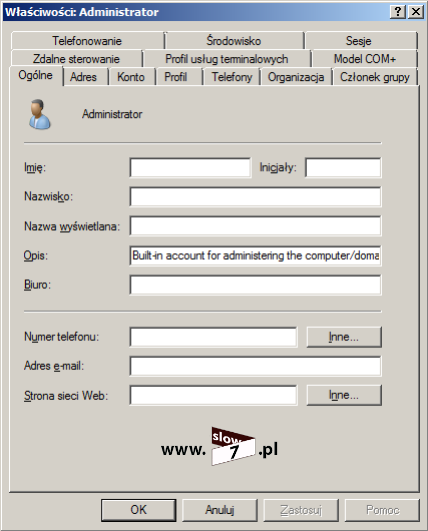 Właściwości: Administrator
Telefonowanie Środowisko Sesje
Zdalne sterowanie Profil usług terminalowych Model COM+
Ogólne Adres Konto Profil Telefony Organizacja Członek grupy
Administrator
Imię: Inicjały:
Nazwisko:
Nazwa wyświetlana:
Opis: Built-in account for administering the computer/doma
Biuro:
Numer telefonu: Inne...
Adres e-mail:
Strona sieci Web: Inne...
www.slow7.pl
OK Anuluj Zastosuj Pomoc